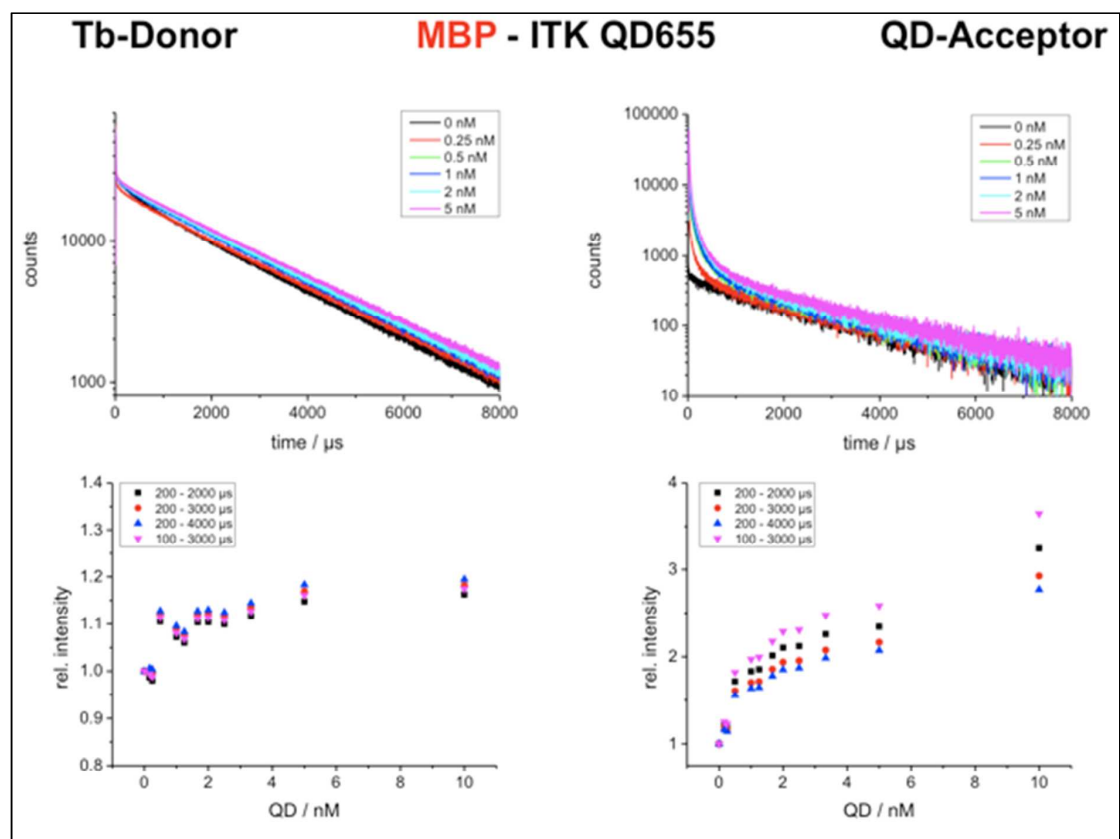 Tb-Donor MBP - ITK QD655 QD-Acceptor
counts
10000
1000
0 2000 4000 6000 8000
time / µs
0 nM
0.25 nM
0.5 nM
1 nM
2 nM
5 nM
counts
100000
10000
1000
100
10
0 2000 4000 6000 8000
time / µs
0 nM
0.25 nM
0.5 nM
1 nM
2 nM
5 nM
rel. intensity
1.4
1.3
1.2
1.1
1.0
0.9
0.8
0 2 4 6 8 10
QD / nM
200 - 2000 µs
200 - 3000 µs
200 - 4000 µs
100 - 3000 µs
rel. intensity
4
3
2
1
0 2 4 6 8 10
QD / nM
200 - 2000 µs
200 - 3000 µs
200 - 4000 µs
100 - 3000 µs